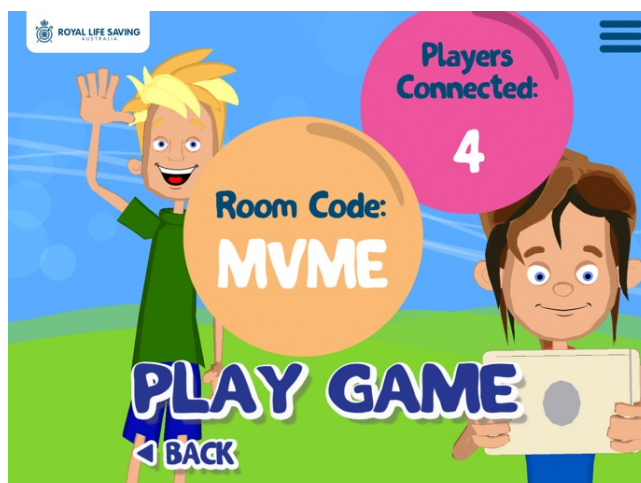 ROYAL LIFE SAVING
AUSTRALIA
Players
Connected:
4
Room Code:
MVME
PLAY GAME
BACK